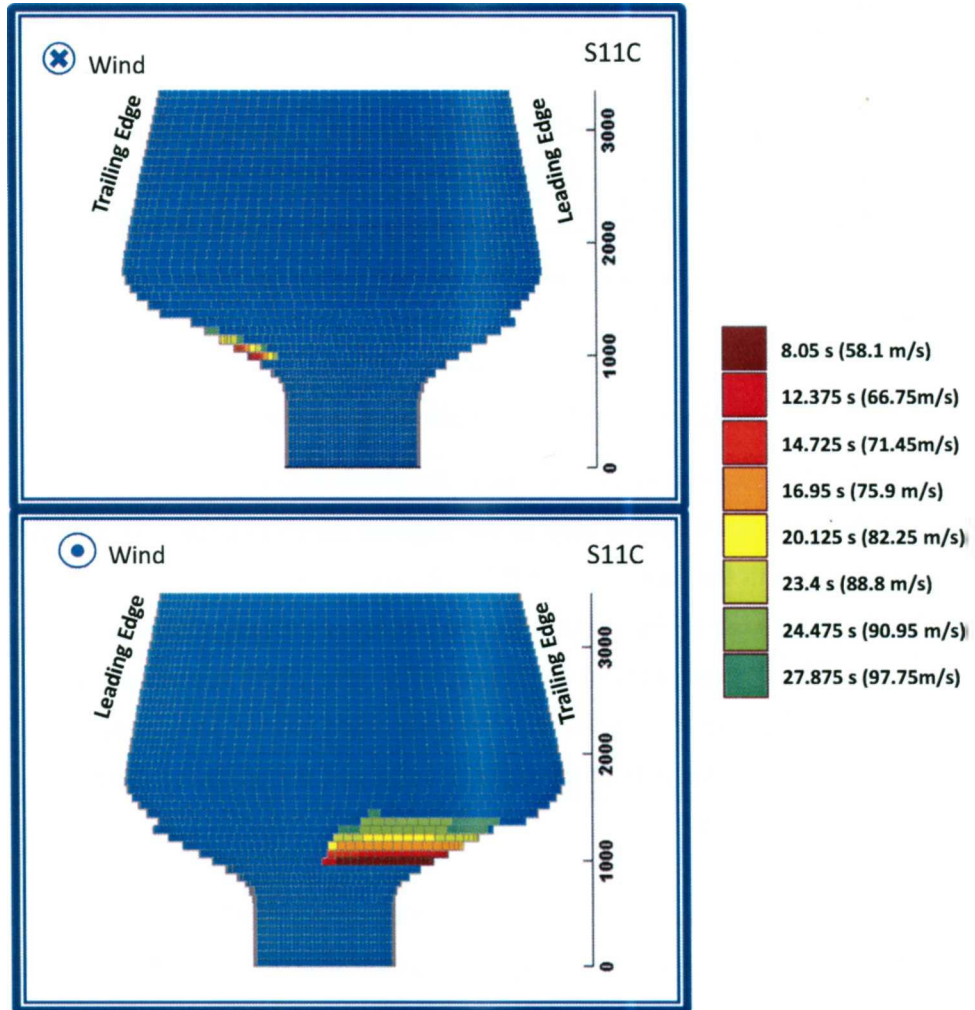 Wind
S11C
Trailing Edge
Leading Edge
3000
2000
1000
0
Wind
S11C
Leading Edge
Trailing Edge
3000
2000
1000
0
8.05 s (58.1 m/s)
12.375 s (66.75m/s)
14.725 s (71.45m/s)
16.95 s (75.9 m/s)
20.125 s (82.25 m/s)
23.4 s (88.8 m/s)
24.475 s (90.95 m/s)
27.875 s (97.75m/s)